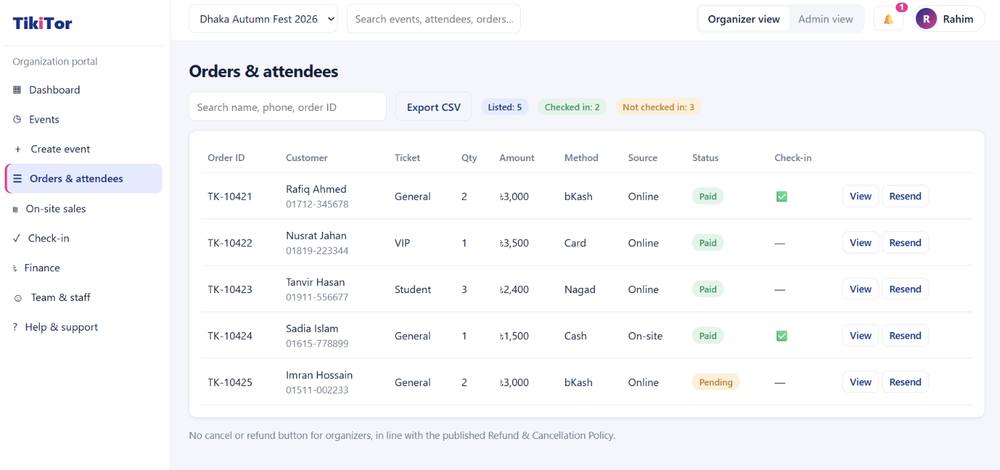 TikiTor
Dhaka Autumn Fest 2026
Search events, attendees, orders...
Organizer view
Admin view
1
R
Rahim
Organization portal
Dashboard
Events
+ Create event
Orders & attendees
On-site sales
✓ Check-in
৳ Finance
Team & staff
? Help & support
Orders & attendees
Search name, phone, order ID
Export CSV
Listed: 5
Checked in: 2
Not checked in: 3
Order ID Customer Ticket Qty Amount Method Source Status Check-in
TK-10421 Rafiq Ahmed General 2 ৳3,000 bKash Online Paid ✅ View Resend
01712-345678
TK-10422 Nusrat Jahan VIP 1 ৳3,500 Card Online Paid — View Resend
01819-223344
TK-10423 Tanvir Hasan Student 3 ৳2,400 Nagad Online Paid — View Resend
01911-556677
TK-10424 Sadia Islam General 1 ৳1,500 Cash On-site Paid ✅ View Resend
01615-778899
TK-10425 Imran Hossain General 2 ৳3,000 bKash Online Pending — View Resend
01511-002233
No cancel or refund button for organizers, in line with the published Refund & Cancellation Policy.